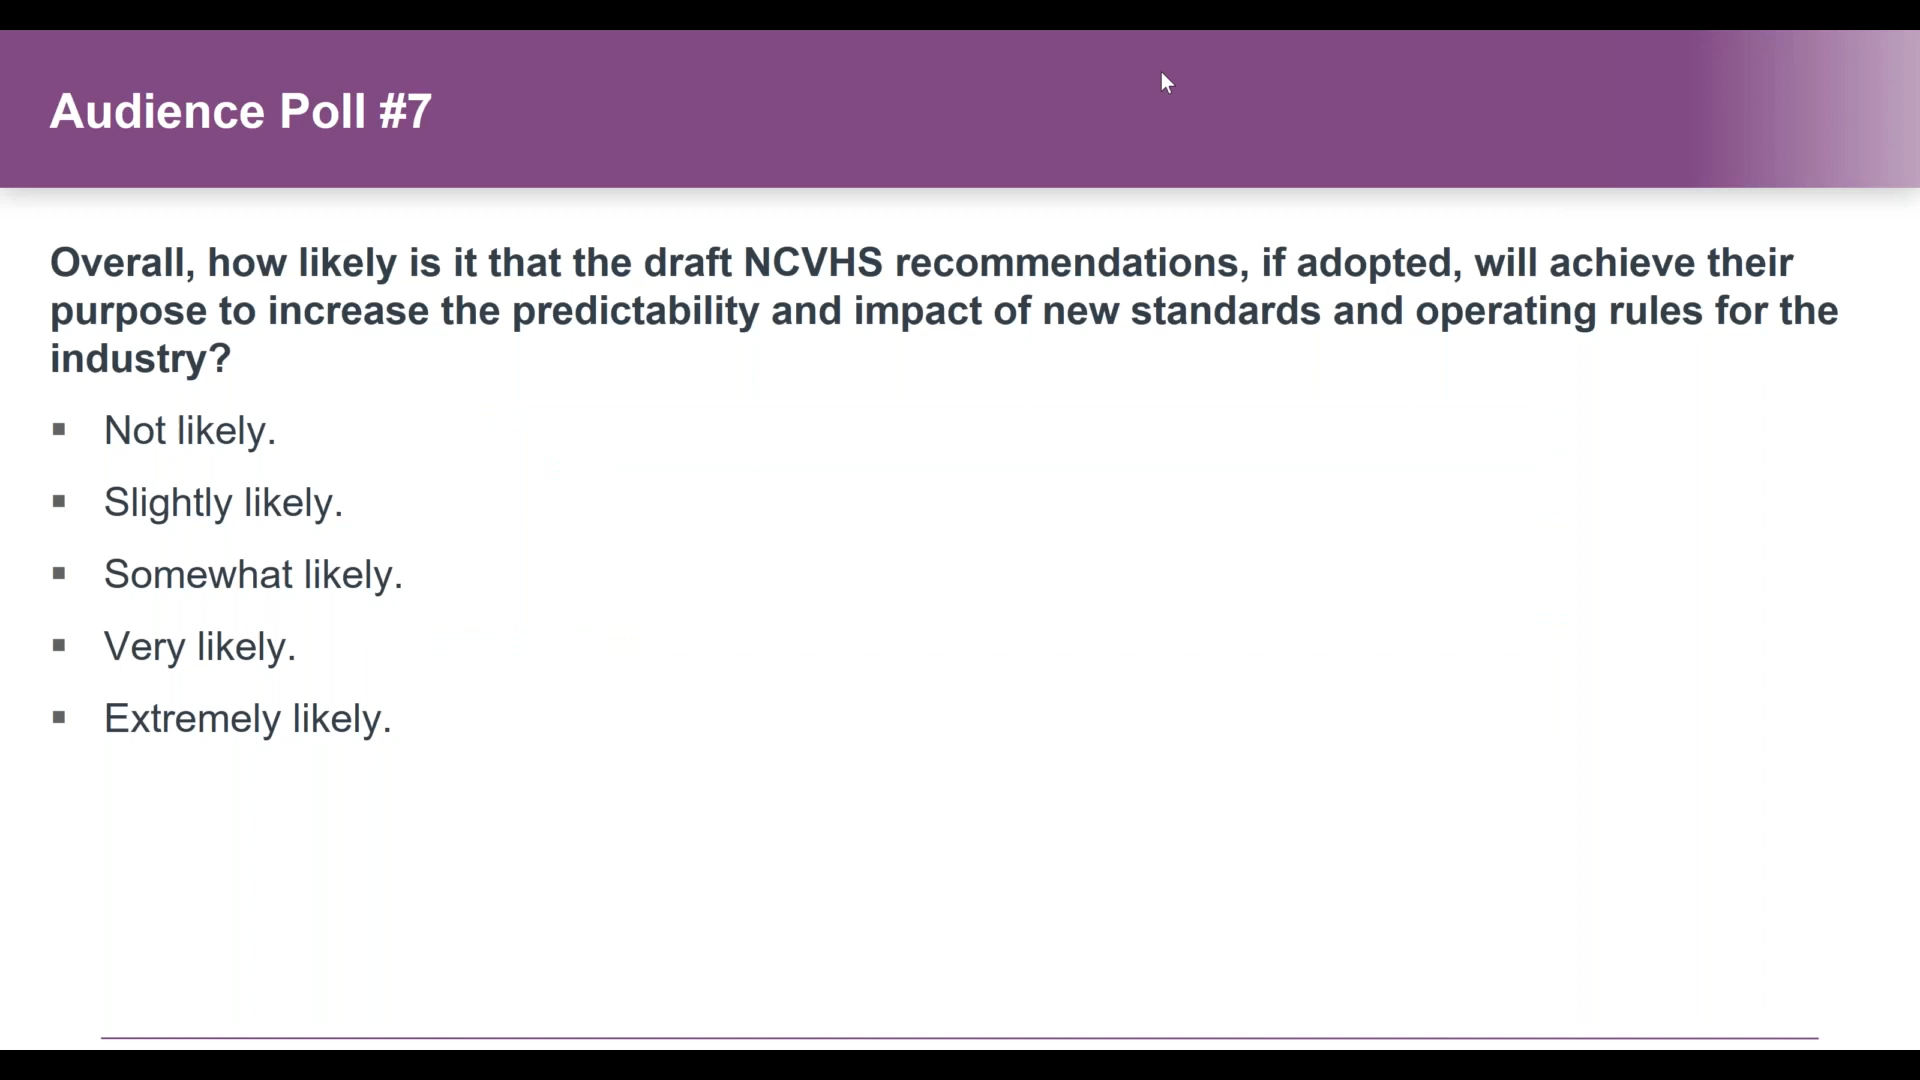 Audience Poll #7
Overall, how likely is it that the draft NCVHS recommendations, if adopted, will achieve their
purpose to increase the predictability and impact of new standards and operating rules for the
industry?
▪ Not likely.
▪ Slightly likely.
▪ Somewhat likely.
▪ Very likely.
▪ Extremely likely.